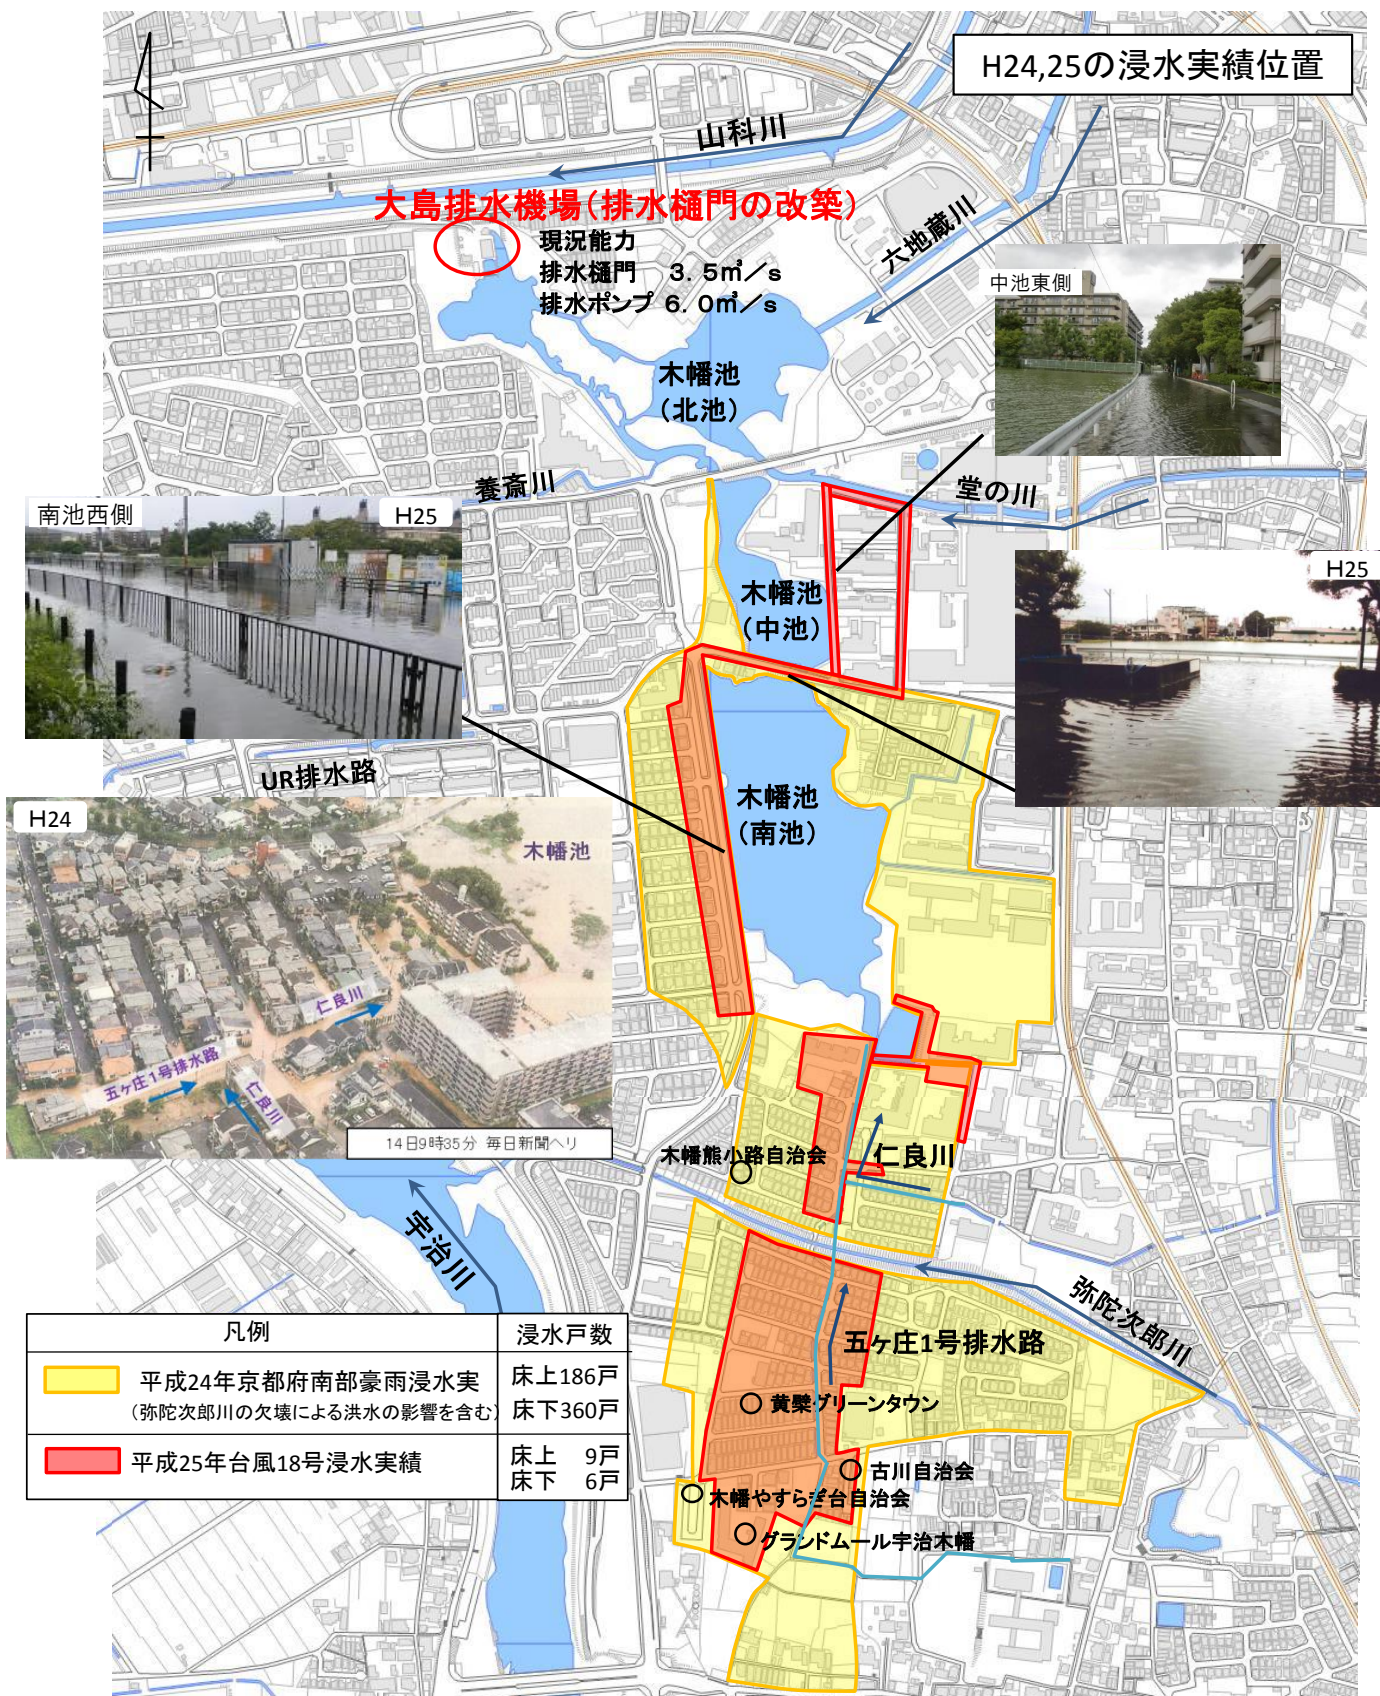 H24,25の浸水実績位置
山科川
大島排水機場(排水樋門の改築)
現況能力
排水樋門 3.5㎥/s
排水ポンプ 6.0㎥/s
六地蔵川
中池東側
木幡池
(北池)
養斎川
堂の川
南池西側
H25
H25
木幡池
(中池)
UR排水路
木幡池
(南池)
H24
木幡池
仁良川
五ヶ庄1号排水路
仁良川
14日9時35分 毎日新聞ヘリ
木幡熊小路自治会
仁良川
宇治川
弥陀次郎川
五ヶ庄1号排水路
凡例
浸水戸数
平成24年京都府南部豪雨浸水実
(弥陀次郎川の欠壊による洪水の影響を含む)
床上186戸
床下360戸
平成25年台風18号浸水実績
床上 9戸
床下 6戸
黄檗グリーンタウン
古川自治会
木幡やすらぎ台自治会
グランドムール宇治木幡